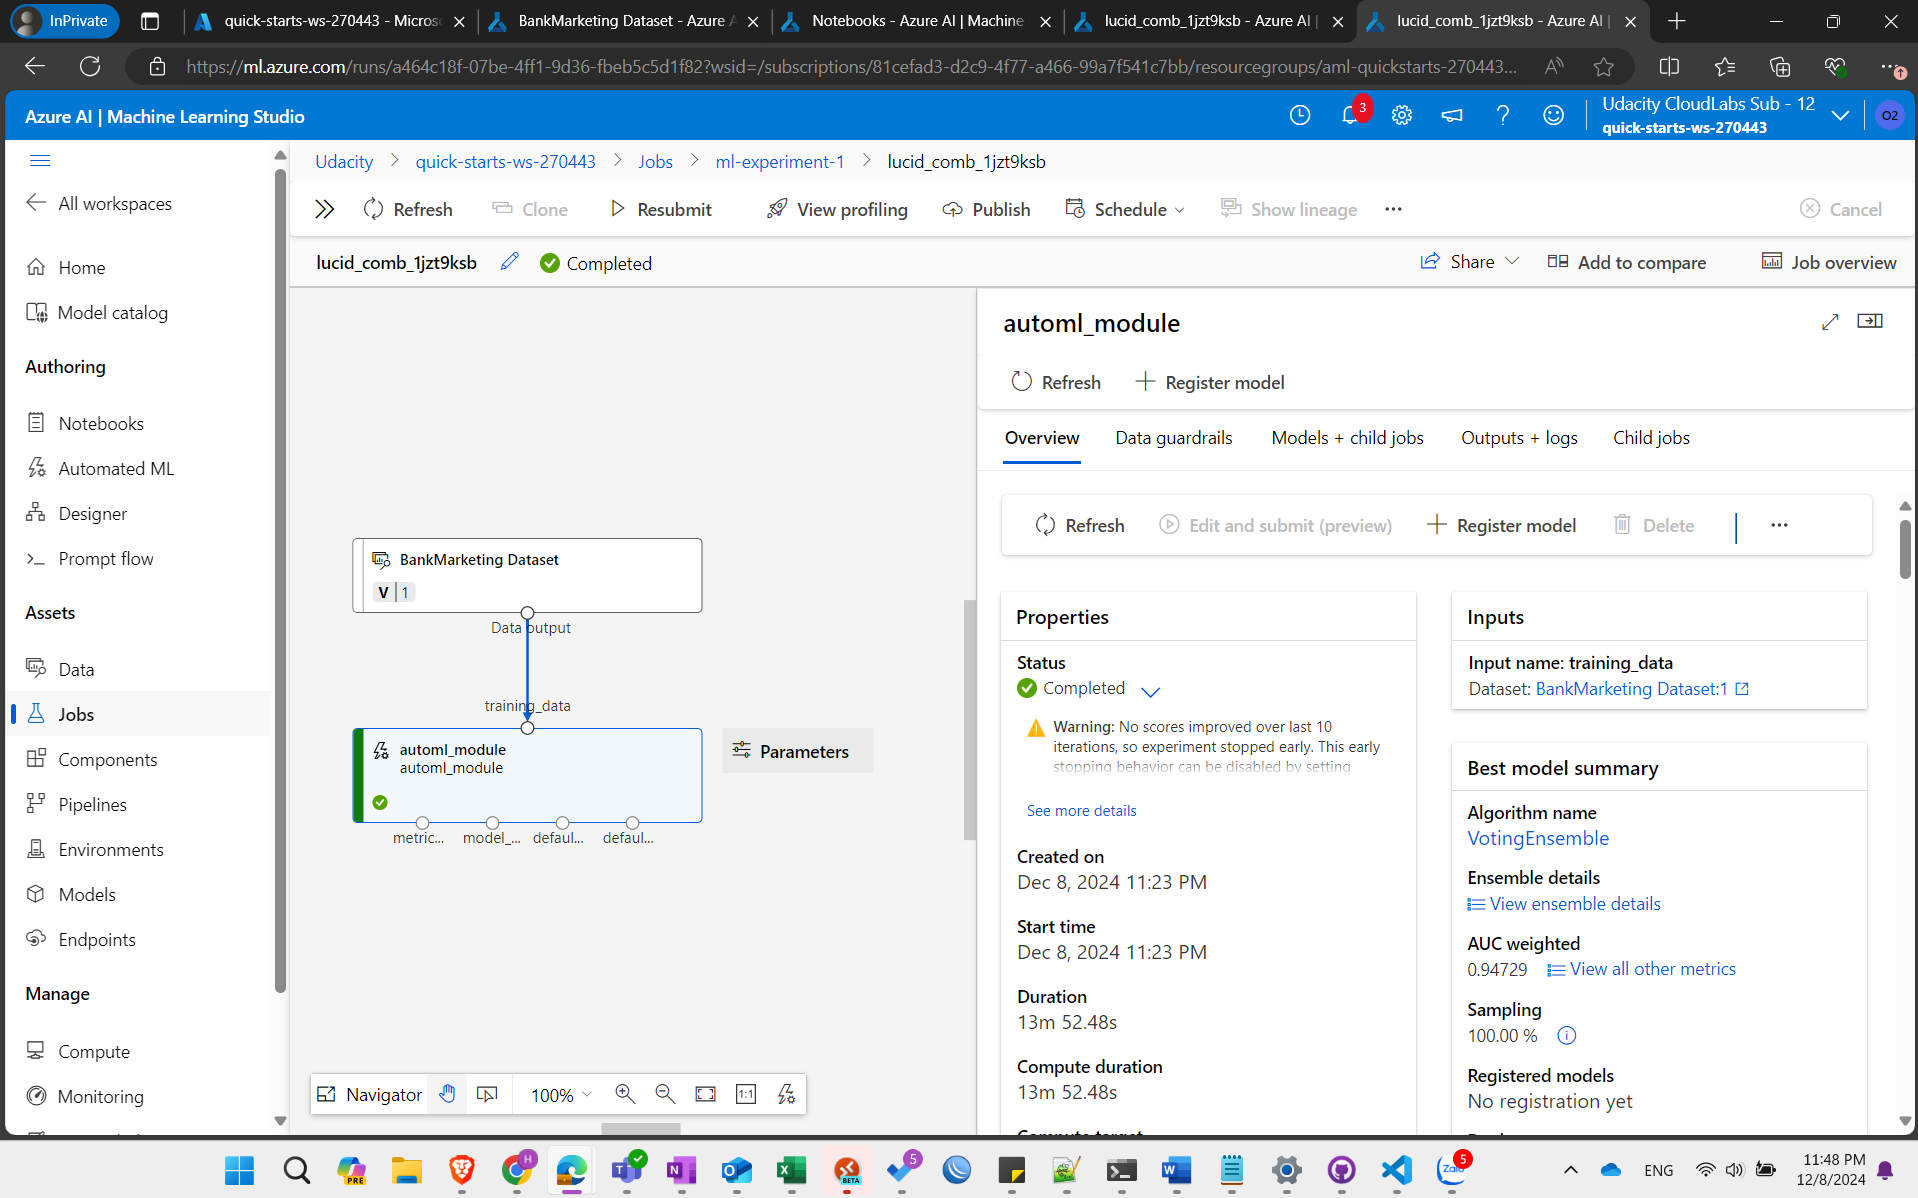 InPrivate
quick-starts-ws-270443 - Micros
BankMarketing Dataset - Azure A
Notebooks - Azure AI | Machine
lucid_comb_1jzt9ksb - Azure AI |
lucid_comb_1jzt9ksb - Azure AI |
https://ml.azure.com/runs/a464c18f-07be-4ff1-9d36-fbeb5c5d1f82?wsid=/subscriptions/81cefad3-d2c9-4f77-a466-99a7f541c7bb/resourcegroups/aml-quickstarts-270443...
Azure AI | Machine Learning Studio
3
Udacity CloudLabs Sub - 12
quick-starts-ws-270443
O2
All workspaces
Home
Model catalog
Authoring
Notebooks
Automated ML
Designer
Prompt flow
Assets
Data
Jobs
Components
Pipelines
Environments
Models
Endpoints
Manage
Compute
Monitoring
Udacity > quick-starts-ws-270443 > Jobs > ml-experiment-1 > lucid_comb_1jzt9ksb
Refresh
Clone
Resubmit
View profiling
Publish
Schedule
Show lineage
Cancel
lucid_comb_1jzt9ksb
Completed
Share
Add to compare
Job overview
BankMarketing Dataset
V 1
Data output
training_data
automl_module
automl_module
metric...
model_...
defaul...
defaul...
Parameters
Navigator
100%
1:1
automl_module
Refresh
Register model
Overview
Data guardrails
Models + child jobs
Outputs + logs
Child jobs
Refresh
Edit and submit (preview)
Register model
Delete
Properties
Status
Completed
Warning: No scores improved over last 10
iterations, so experiment stopped early. This early
stopping behavior can be disabled by setting
See more details
Created on
Dec 8, 2024 11:23 PM
Start time
Dec 8, 2024 11:23 PM
Duration
13m 52.48s
Compute duration
13m 52.48s
Compute target
Inputs
Input name: training_data
Dataset: BankMarketing Dataset:1
Best model summary
Algorithm name
VotingEnsemble
Ensemble details
View ensemble details
AUC weighted
0.94729
View all other metrics
Sampling
100.00 %
Registered models
No registration yet
PRE
H
BETA
5
Zalo
5
ENG
11:48 PM
12/8/2024